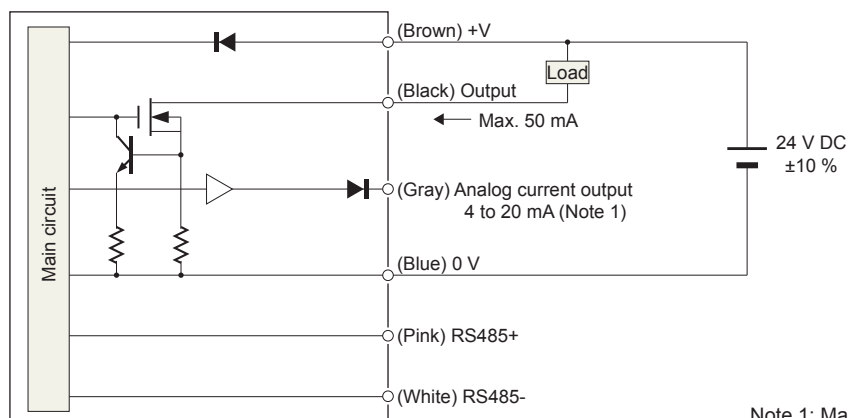 (Brown) +V
Load
(Black) Output
Max. 50 mA
24 V DC
±10 %
(Gray) Analog current output
4 to 20 mA (Note 1)
Main circuit
(Blue) 0 V
(Pink) RS485+
(White) RS485-
Note 1: Ma